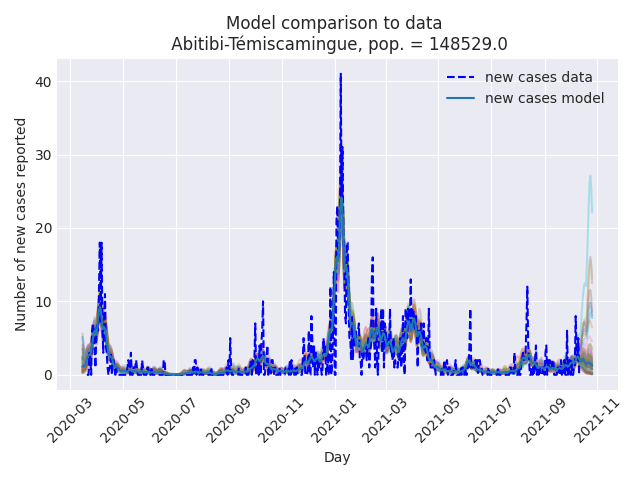 Model comparison to data
Abitibi-Témiscamingue, pop. = 148529.0
new cases data
new cases model
Number of new cases reported
40
30
20
10
0
2020-03
2020-05
2020-07
2020-09
2020-11
2021-01
2021-03
2021-05
2021-07
2021-09
2021-11
Day